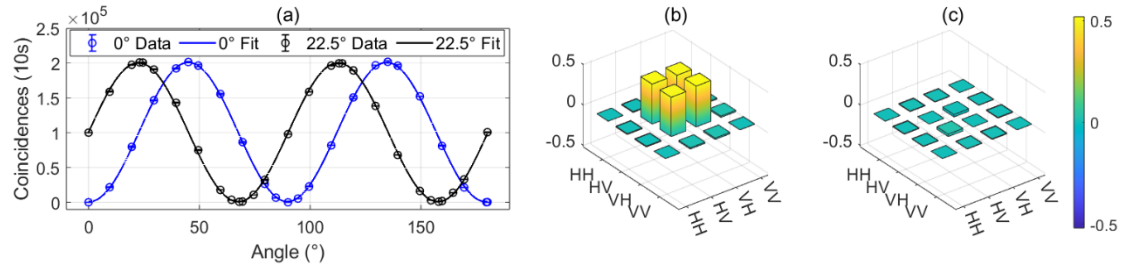 (a)
×10⁵
0° Data 0° Fit 22.5° Data 22.5° Fit
2.5
2
1.5
1
0.5
0
0 50 100 150
Coincidences (10s)
Angle (°)
(b)
0.5
0
-0.5
HH
HV
VH
VV
HH
HV
VH
VV
(c)
0.5
0
-0.5
HH
HV
VH
VV
HH
HV
VH
VV
0.5
0
-0.5